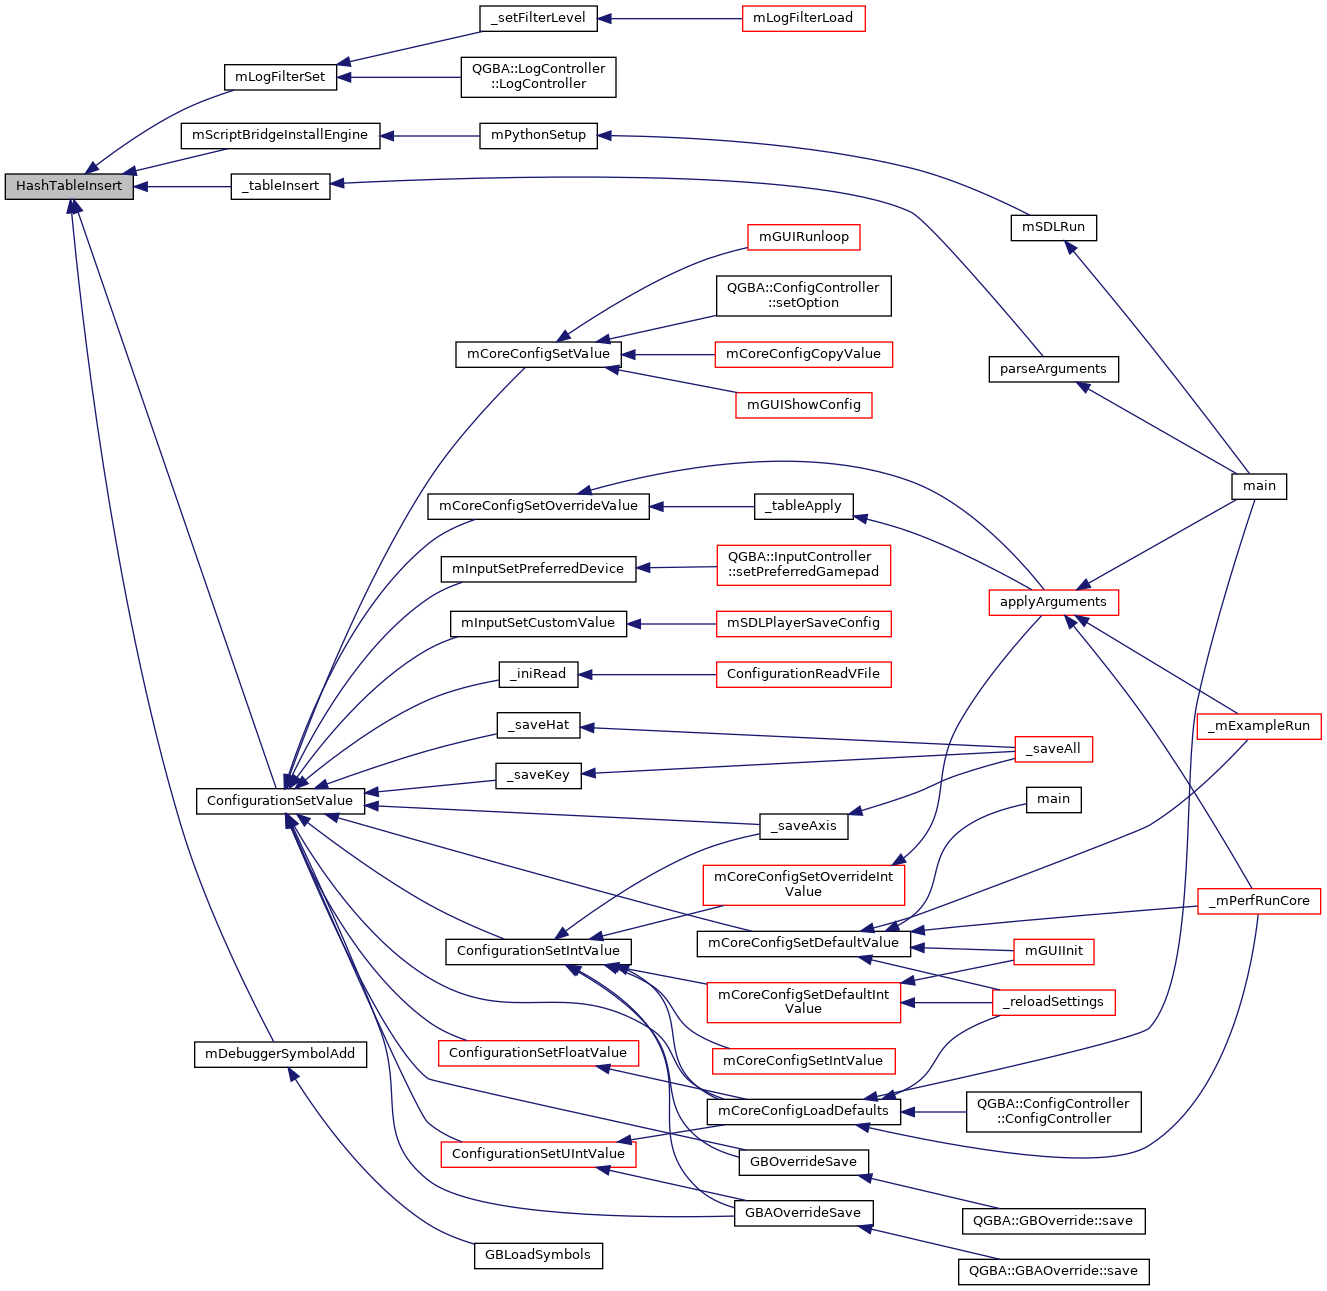 _setFilterLevel
mLogFilterLoad
mLogFilterSet
QGBA::LogController
::LogController
mScriptBridgeInstallEngine
mPythonSetup
HashTableInsert
_tableInsert
mSDLRun
mGUIRunloop
QGBA::ConfigController
::setOption
mCoreConfigSetValue
mCoreConfigCopyValue
parseArguments
mGUIShowConfig
main
mCoreConfigSetOverrideValue
_tableApply
QGBA::InputController
::setPreferredGamepad
mInputSetPreferredDevice
applyArguments
mInputSetCustomValue
mSDLPlayerSaveConfig
_iniRead
ConfigurationReadVFile
_saveHat
_mExampleRun
_saveAll
_saveKey
ConfigurationSetValue
main
_saveAxis
mCoreConfigSetOverrideInt
Value
_mPerfRunCore
ConfigurationSetIntValue
mCoreConfigSetDefaultValue
mGUIInit
mCoreConfigSetDefaultInt
Value
_reloadSettings
mDebuggerSymbolAdd
ConfigurationSetFloatValue
mCoreConfigSetIntValue
mCoreConfigLoadDefaults
QGBA::ConfigController
::ConfigController
ConfigurationSetUIntValue
GBOverrideSave
GBAOverrideSave
QGBA::GBOverride::save
GBLoadSymbols
QGBA::GBAOverride::save